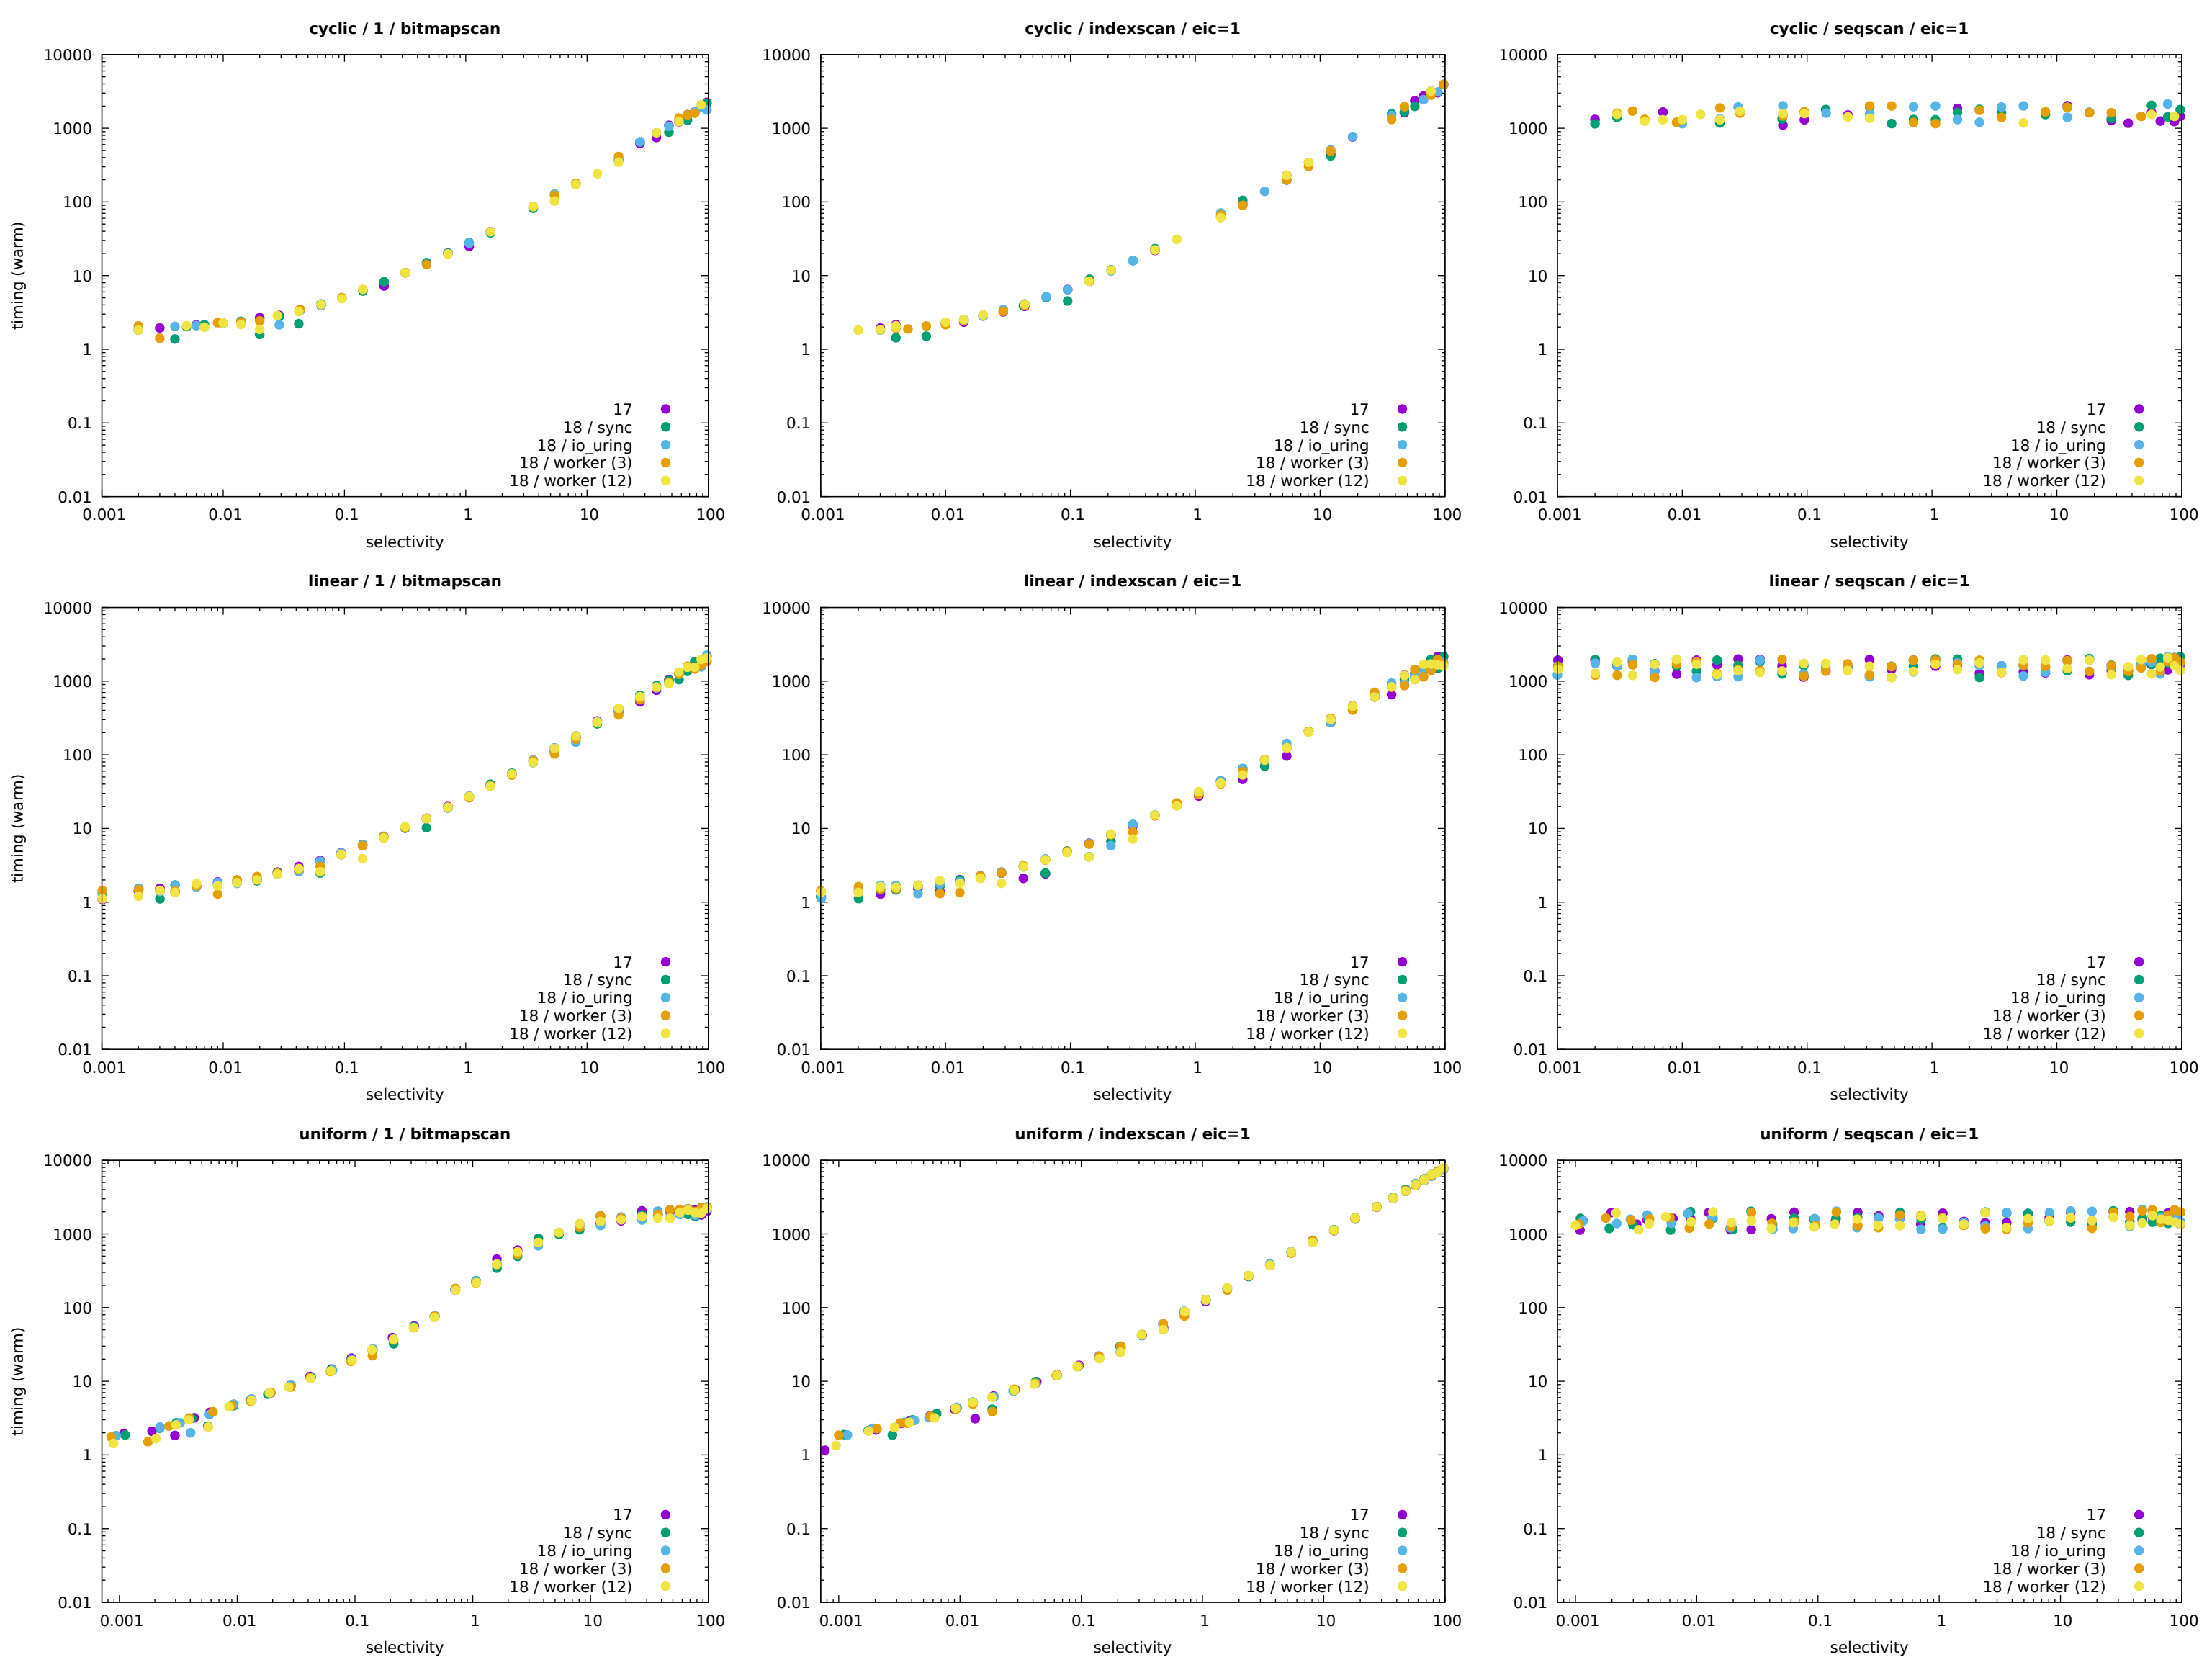 cyclic / 1 / bitmapscan
10000
1000
100
10
1
0.1
0.01
timing (warm)
17
18 / sync
18 / io_uring
18 / worker (3)
18 / worker (12)
0.001 0.01 0.1 1 10 100
selectivity
cyclic / indexscan / eic=1
10000
1000
100
10
1
0.1
0.01
17
18 / sync
18 / io_uring
18 / worker (3)
18 / worker (12)
0.001 0.01 0.1 1 10 100
selectivity
cyclic / seqscan / eic=1
10000
1000
100
10
1
0.1
0.01
17
18 / sync
18 / io_uring
18 / worker (3)
18 / worker (12)
0.001 0.01 0.1 1 10 100
selectivity
linear / 1 / bitmapscan
10000
1000
100
10
1
0.1
0.01
timing (warm)
17
18 / sync
18 / io_uring
18 / worker (3)
18 / worker (12)
0.001 0.01 0.1 1 10 100
selectivity
linear / indexscan / eic=1
10000
1000
100
10
1
0.1
0.01
17
18 / sync
18 / io_uring
18 / worker (3)
18 / worker (12)
0.001 0.01 0.1 1 10 100
selectivity
linear / seqscan / eic=1
10000
1000
100
10
1
0.1
0.01
17
18 / sync
18 / io_uring
18 / worker (3)
18 / worker (12)
0.001 0.01 0.1 1 10 100
selectivity
uniform / 1 / bitmapscan
10000
1000
100
10
1
0.1
0.01
timing (warm)
17
18 / sync
18 / io_uring
18 / worker (3)
18 / worker (12)
0.001 0.01 0.1 1 10 100
selectivity
uniform / indexscan / eic=1
10000
1000
100
10
1
0.1
0.01
17
18 / sync
18 / io_uring
18 / worker (3)
18 / worker (12)
0.001 0.01 0.1 1 10 100
selectivity
uniform / seqscan / eic=1
10000
1000
100
10
1
0.1
0.01
17
18 / sync
18 / io_uring
18 / worker (3)
18 / worker (12)
0.001 0.01 0.1 1 10 100
selectivity